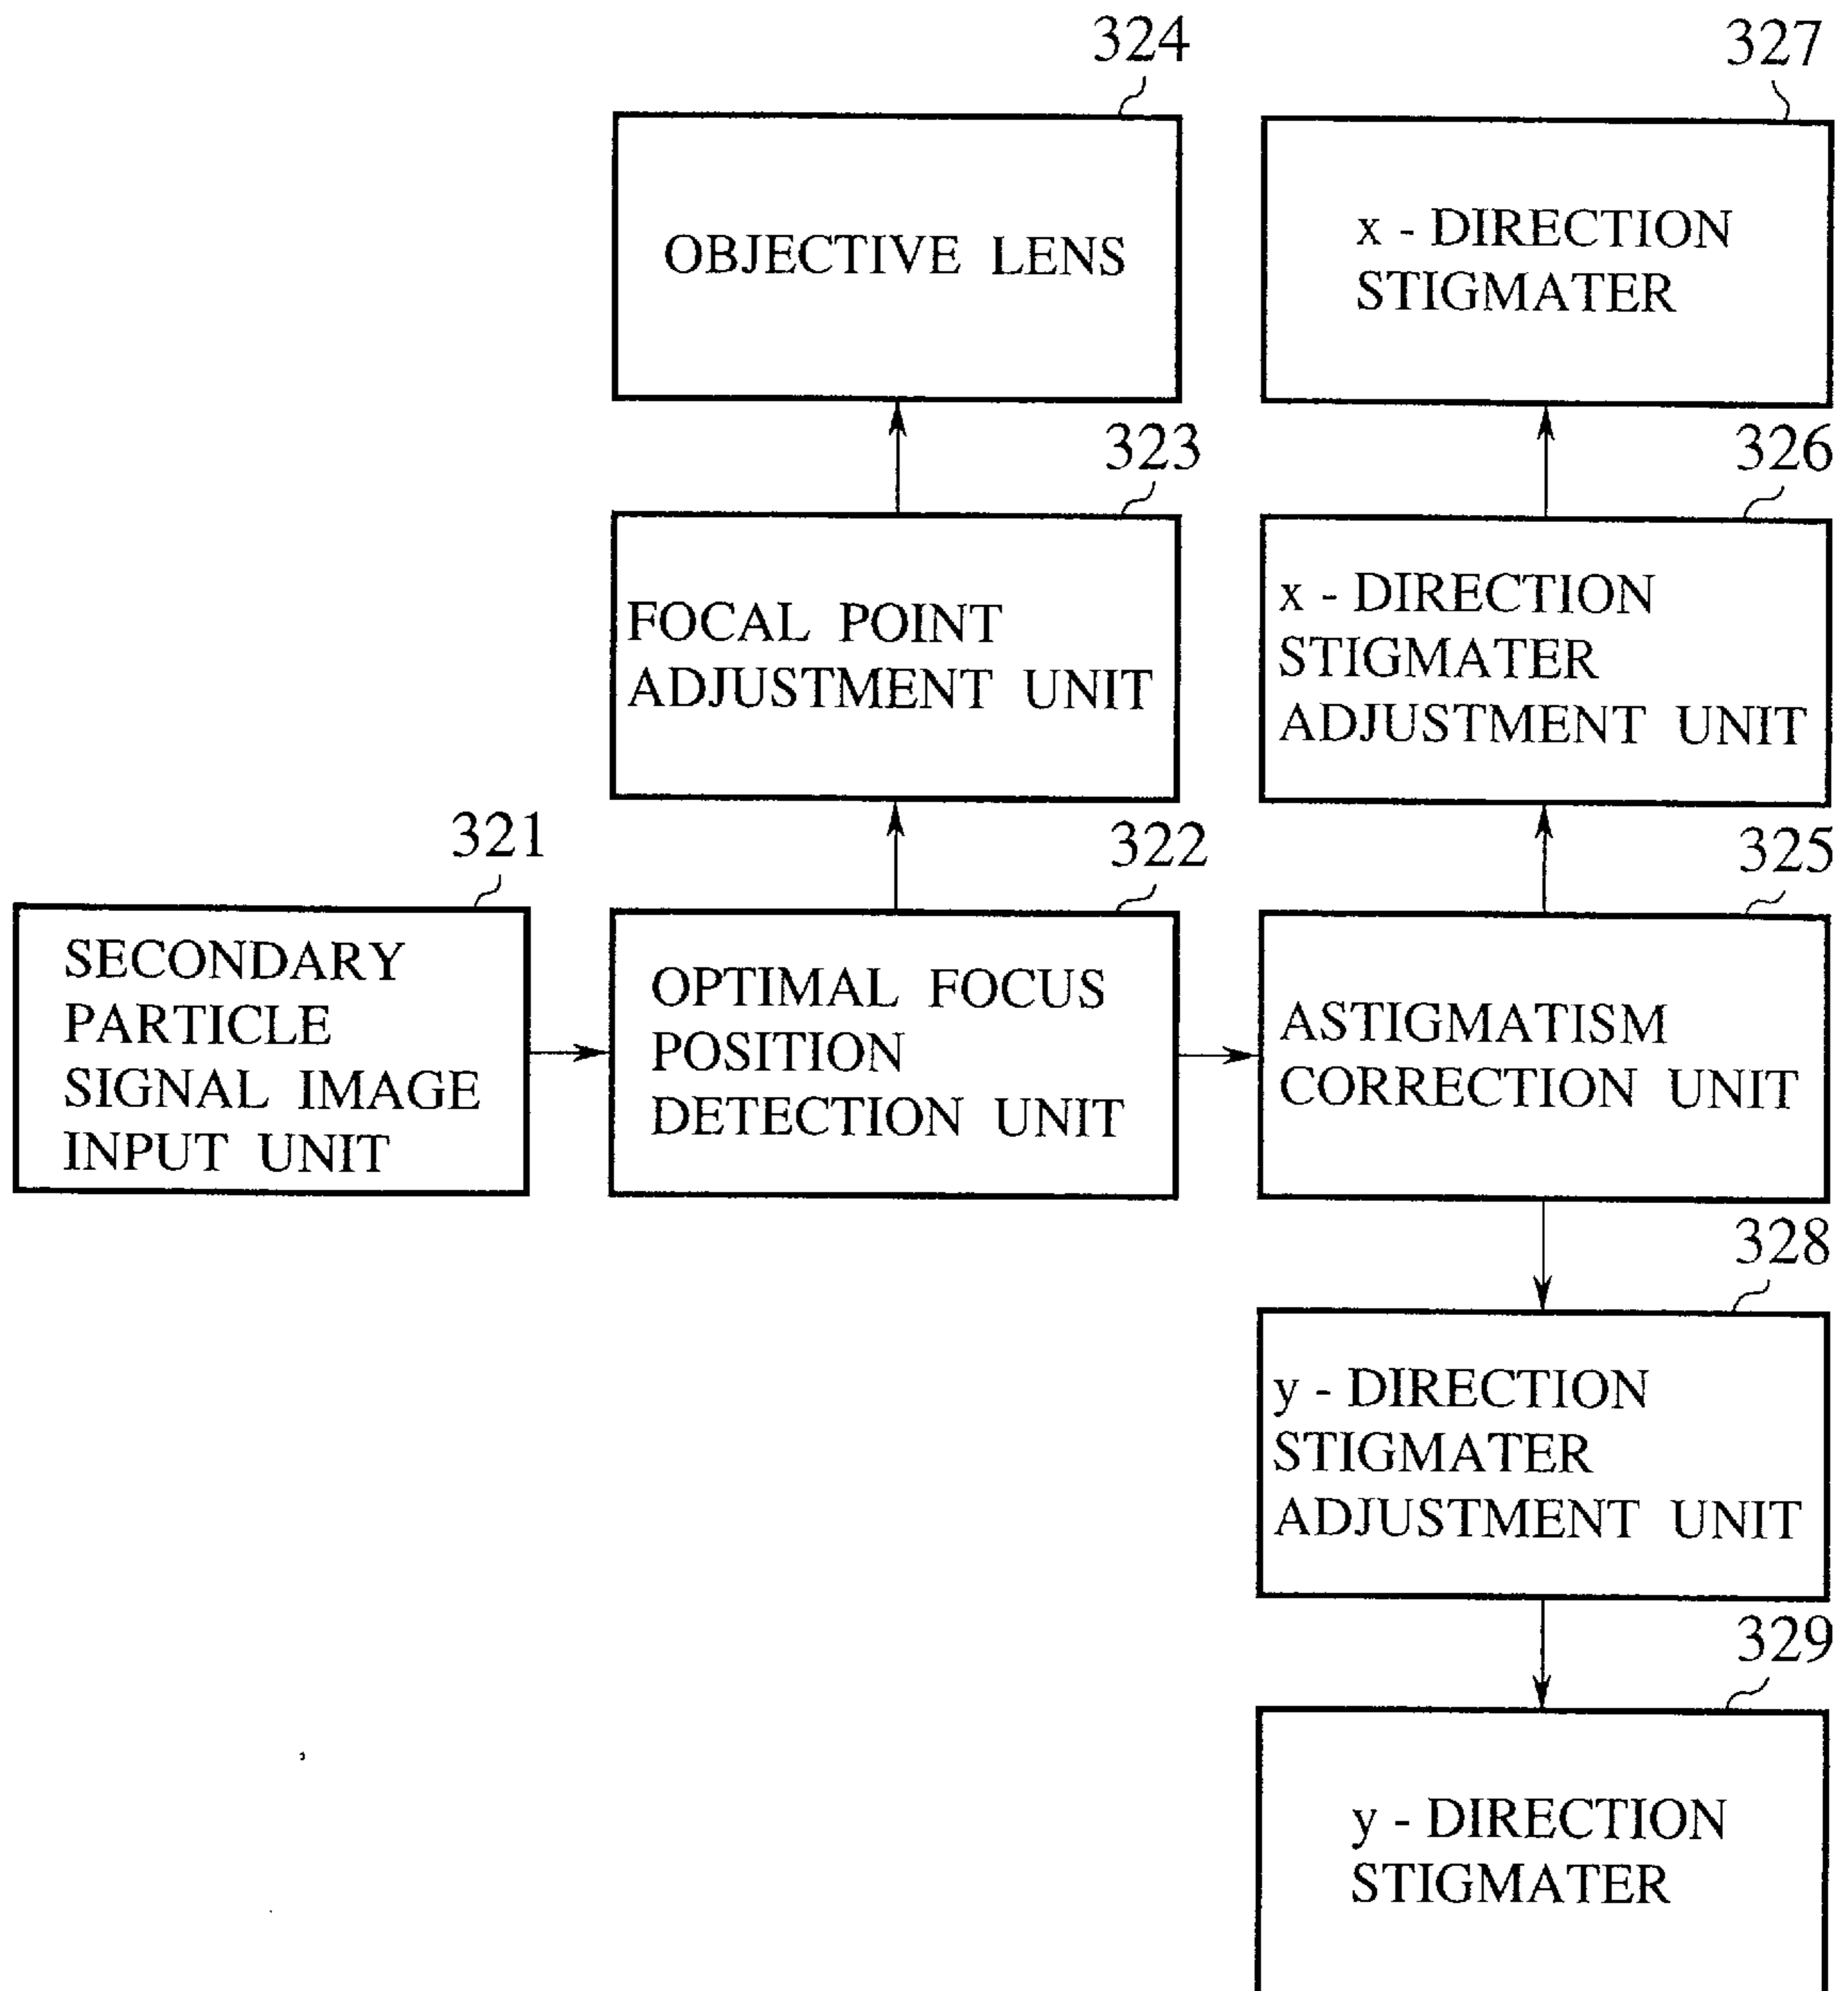 324
327
OBJECTIVE LENS
x - DIRECTION
STIGMATER
323
326
FOCAL POINT
ADJUSTMENT UNIT
x - DIRECTION
STIGMATER
ADJUSTMENT UNIT
321
322
325
SECONDARY
PARTICLE
SIGNAL IMAGE
INPUT UNIT
OPTIMAL FOCUS
POSITION
DETECTION UNIT
ASTIGMATISM
CORRECTION UNIT
328
y - DIRECTION
STIGMATER
ADJUSTMENT UNIT
329
y - DIRECTION
STIGMATER